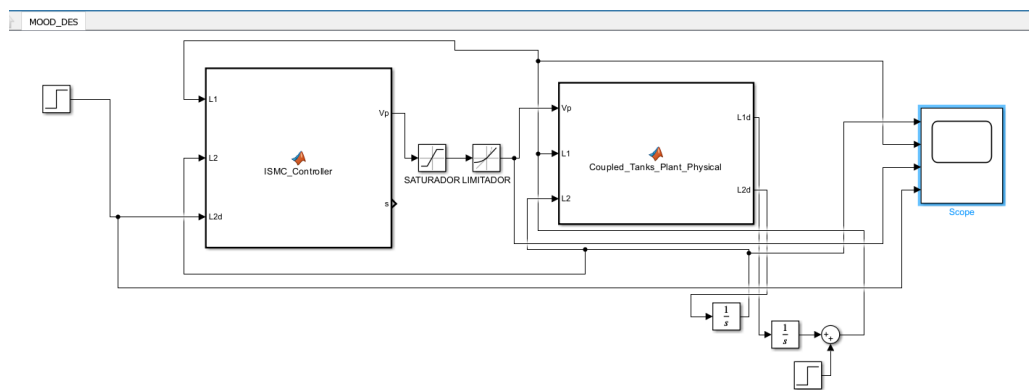 MOOD_DES
L1
L2
L2d
Vp
s
ISMC_Controller
SATURADOR
LIMITADOR
Vp
L1
L2
L1d
L2d
Coupled_Tanks_Plant_Physical
Scope
1
s
1
s
+
+